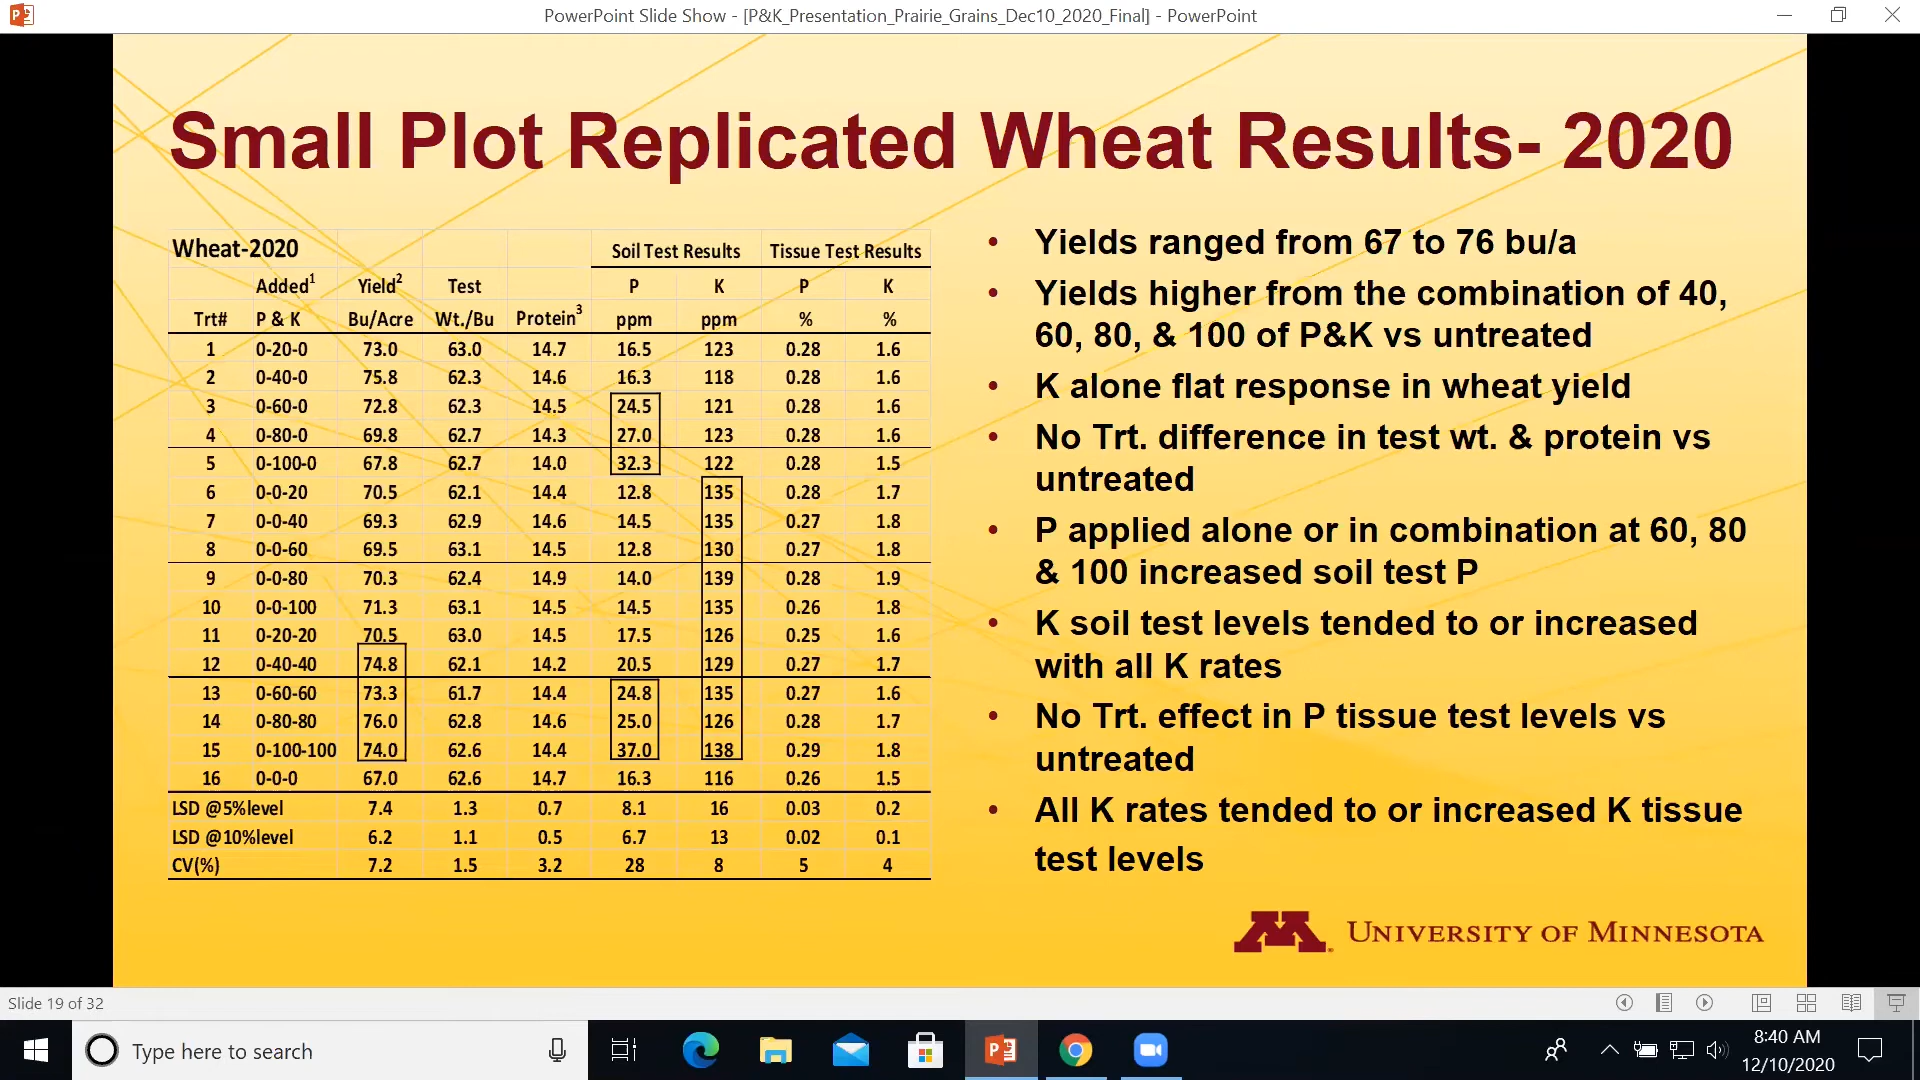 PowerPoint Slide Show - [P&K_Presentation_Prairie_Grains_Dec10_2020_Final] - PowerPoint
Small Plot Replicated Wheat Results- 2020
Wheat-2020 Soil Test Results Tissue Test Results
Added1 Yield2 Test P K P K
Trt# P & K Bu/Acre Wt./Bu Protein3 ppm ppm % %
1 0-20-0 73.0 63.0 14.7 16.5 123 0.28 1.6
2 0-40-0 75.8 62.3 14.6 16.3 118 0.28 1.6
3 0-60-0 72.8 62.3 14.5 24.5 121 0.28 1.6
4 0-80-0 69.8 62.7 14.3 27.0 123 0.28 1.6
5 0-100-0 67.8 62.7 14.0 32.3 122 0.28 1.5
6 0-0-20 70.5 62.1 14.4 12.8 135 0.28 1.7
7 0-0-40 69.3 62.9 14.6 14.5 135 0.27 1.8
8 0-0-60 69.5 63.1 14.5 12.8 130 0.27 1.8
9 0-0-80 70.3 62.4 14.9 14.0 139 0.28 1.9
10 0-0-100 71.3 63.1 14.5 14.5 135 0.26 1.8
11 0-20-20 70.5 63.0 14.5 17.5 126 0.25 1.6
12 0-40-40 74.8 62.1 14.2 20.5 129 0.27 1.7
13 0-60-60 73.3 61.7 14.4 24.8 135 0.27 1.6
14 0-80-80 76.0 62.8 14.6 25.0 126 0.28 1.7
15 0-100-100 74.0 62.6 14.4 37.0 138 0.29 1.8
16 0-0-0 67.0 62.6 14.7 16.3 116 0.26 1.5
LSD @5%level 7.4 1.3 0.7 8.1 16 0.03 0.2
LSD @10%level 6.2 1.1 0.5 6.7 13 0.02 0.1
CV(%) 7.2 1.5 3.2 28 8 5 4
• Yields ranged from 67 to 76 bu/a
• Yields higher from the combination of 40,
60, 80, & 100 of P&K vs untreated
• K alone flat response in wheat yield
• No Trt. difference in test wt. & protein vs
untreated
• P applied alone or in combination at 60, 80
& 100 increased soil test P
• K soil test levels tended to or increased
with all K rates
• No Trt. effect in P tissue test levels vs
untreated
• All K rates tended to or increased K tissue
test levels
M UNIVERSITY OF MINNESOTA
Slide 19 of 32
Type here to search
8:40 AM
12/10/2020